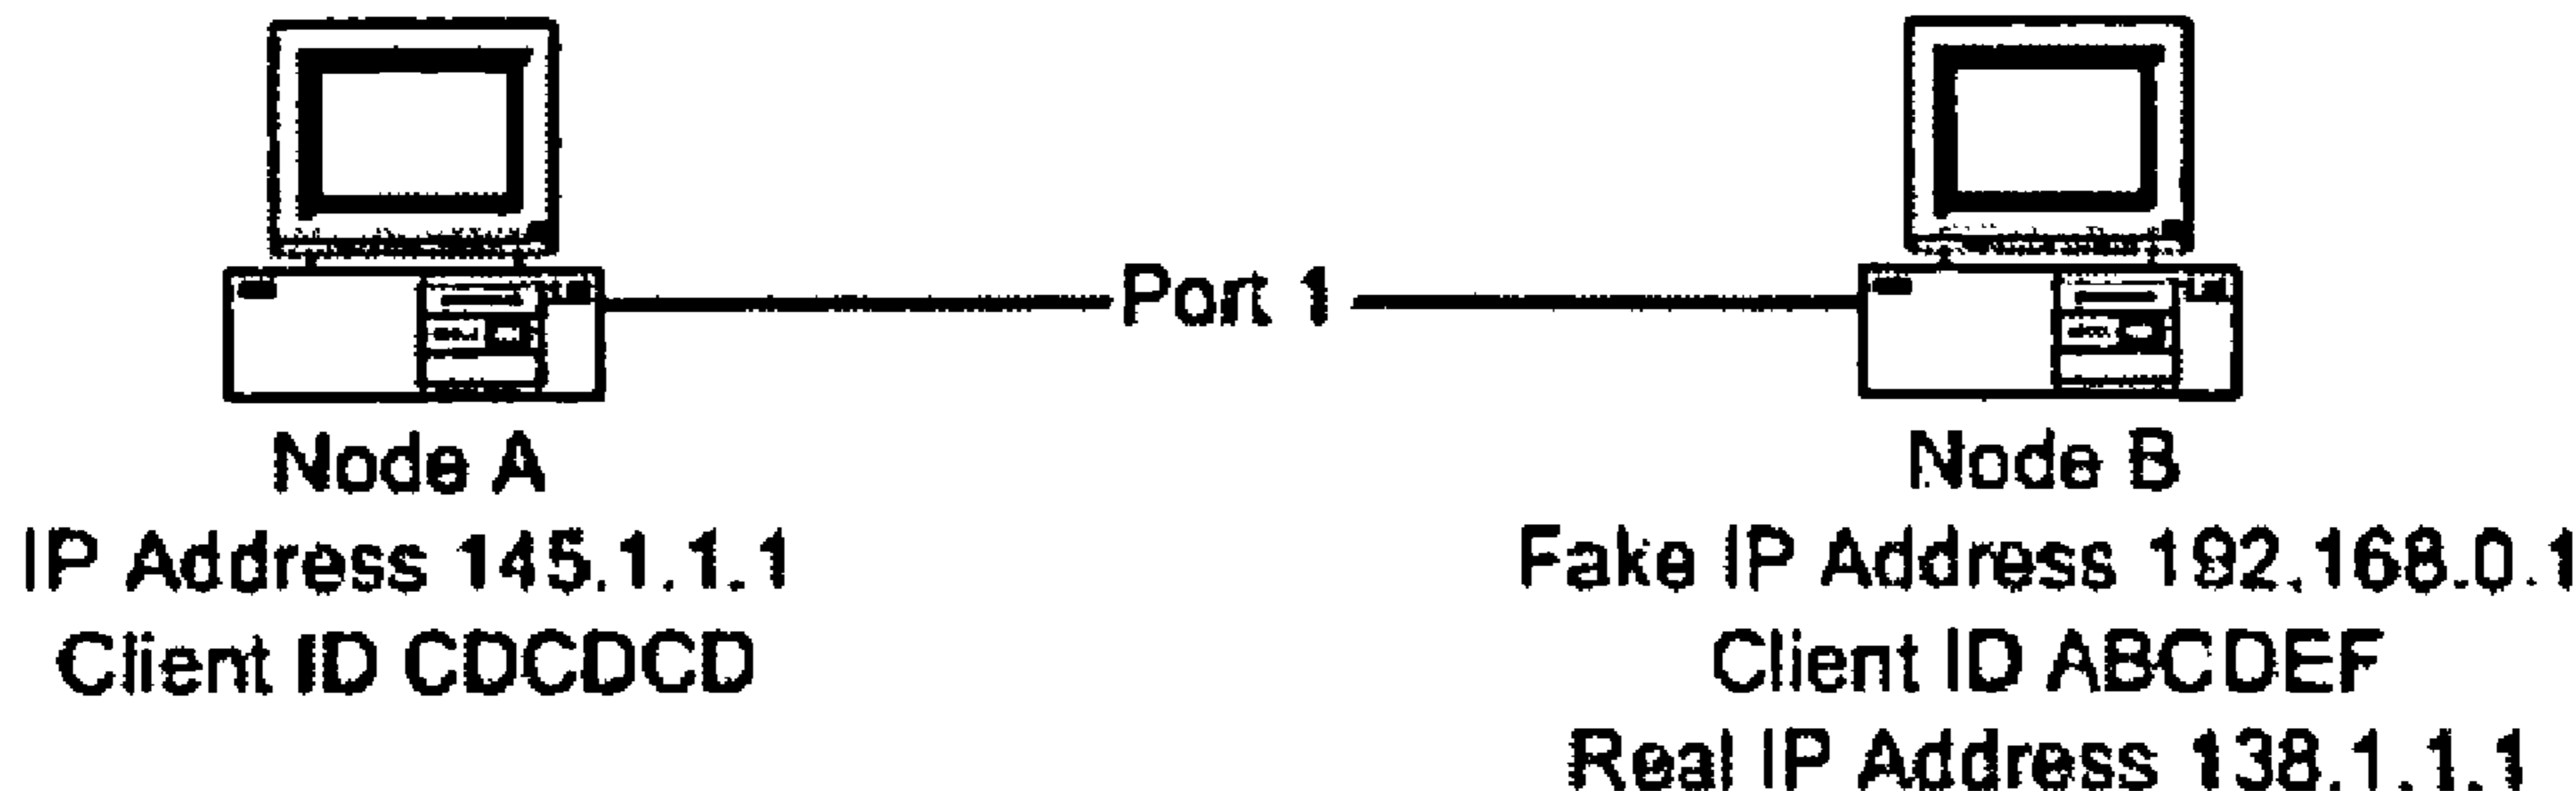 Port 1
Node A
IP Address 145.1.1.1
Client ID CDCDCD
Node B
Fake IP Address 192.168.0.1
Client ID ABCDEF
Real IP Address 138.1.1.1